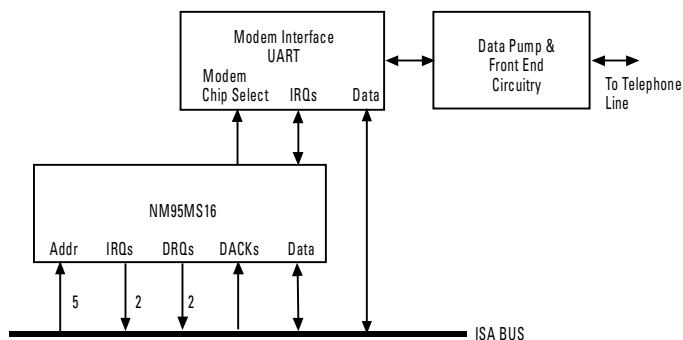 Modem Interface
UART
Modem
Chip Select IRQs Data
Data Pump &
Front End
Circuitry
To Telephone
Line
NM95MS16
Addr IRQs DRQs DACKs Data
5 2 2
ISA BUS